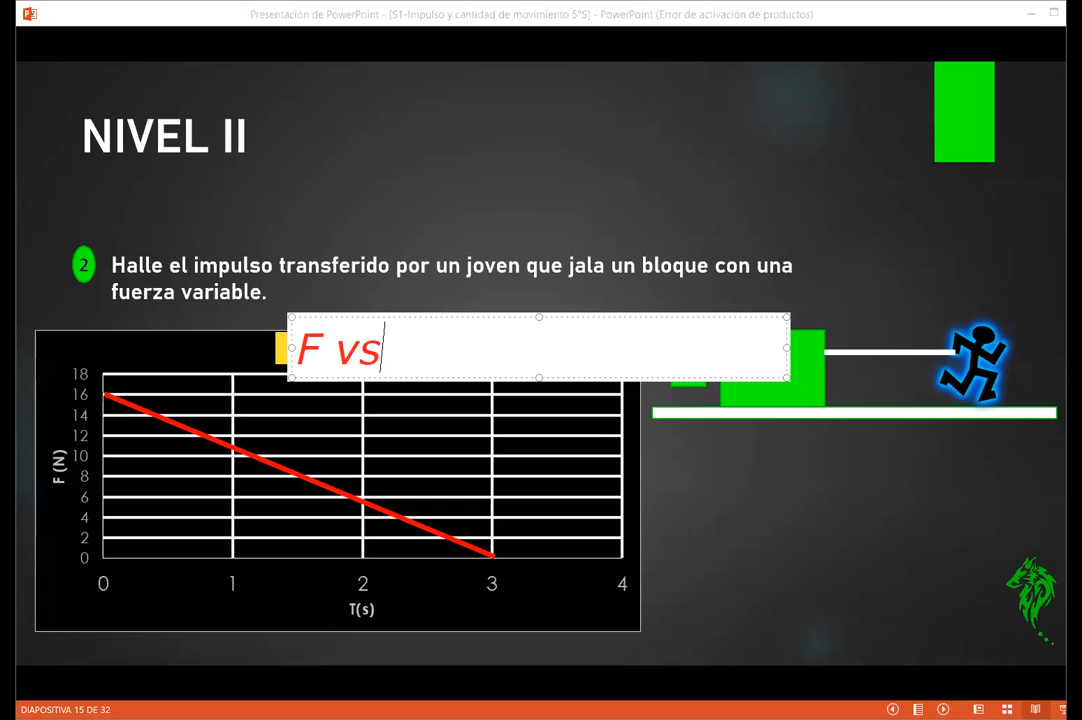 Presentación de PowerPoint - [S1-Impulso y cantidad de movimiento 5°S] - PowerPoint (Error de activación de productos)
NIVEL II
2 Halle el impulso transferido por un joven que jala un bloque con una
fuerza variable.
F vs
18
16
14
12
10
8
6
4
2
0
F (N)
0 1 2 3 4
T(s)
DIAPOSITIVA 15 DE 32